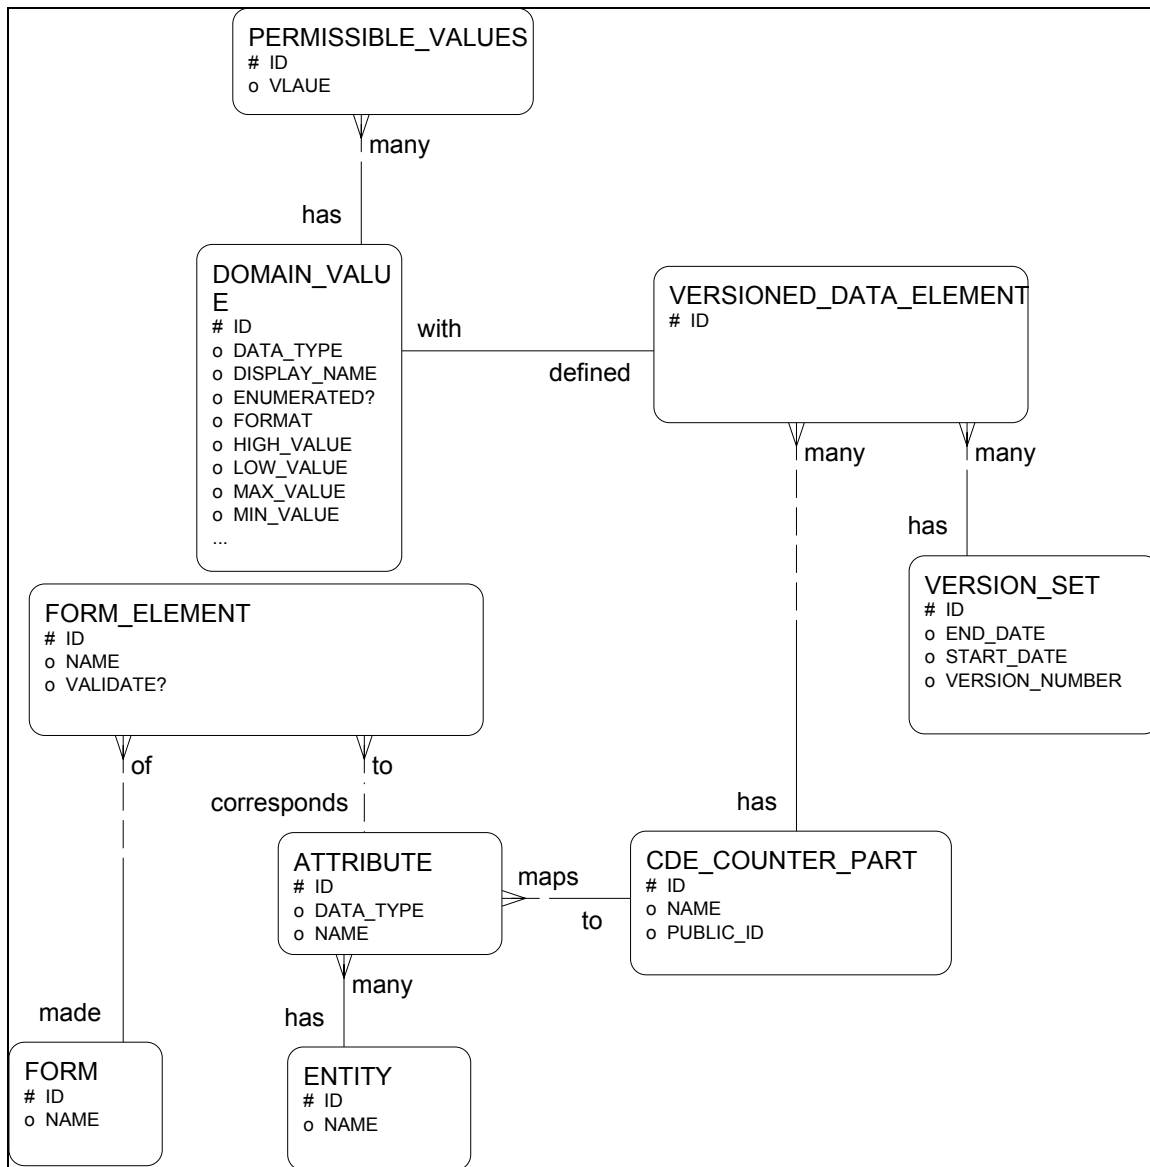 PERMISSIBLE_VALUES
# ID
o VLAUE
many
has
DOMAIN_VALU
E
# ID
o DATA_TYPE
o DISPLAY_NAME
o ENUMERATED?
o FORMAT
o HIGH_VALUE
o LOW_VALUE
o MAX_VALUE
o MIN_VALUE
...
with
defined
VERSIONED_DATA_ELEMENT
# ID
many
many
has
VERSION_SET
# ID
o END_DATE
o START_DATE
o VERSION_NUMBER
FORM_ELEMENT
# ID
o NAME
o VALIDATE?
of
to
corresponds
has
ATTRIBUTE
# ID
o DATA_TYPE
o NAME
maps
to
CDE_COUNTER_PART
# ID
o NAME
o PUBLIC_ID
many
has
made
FORM
# ID
o NAME
ENTITY
# ID
o NAME